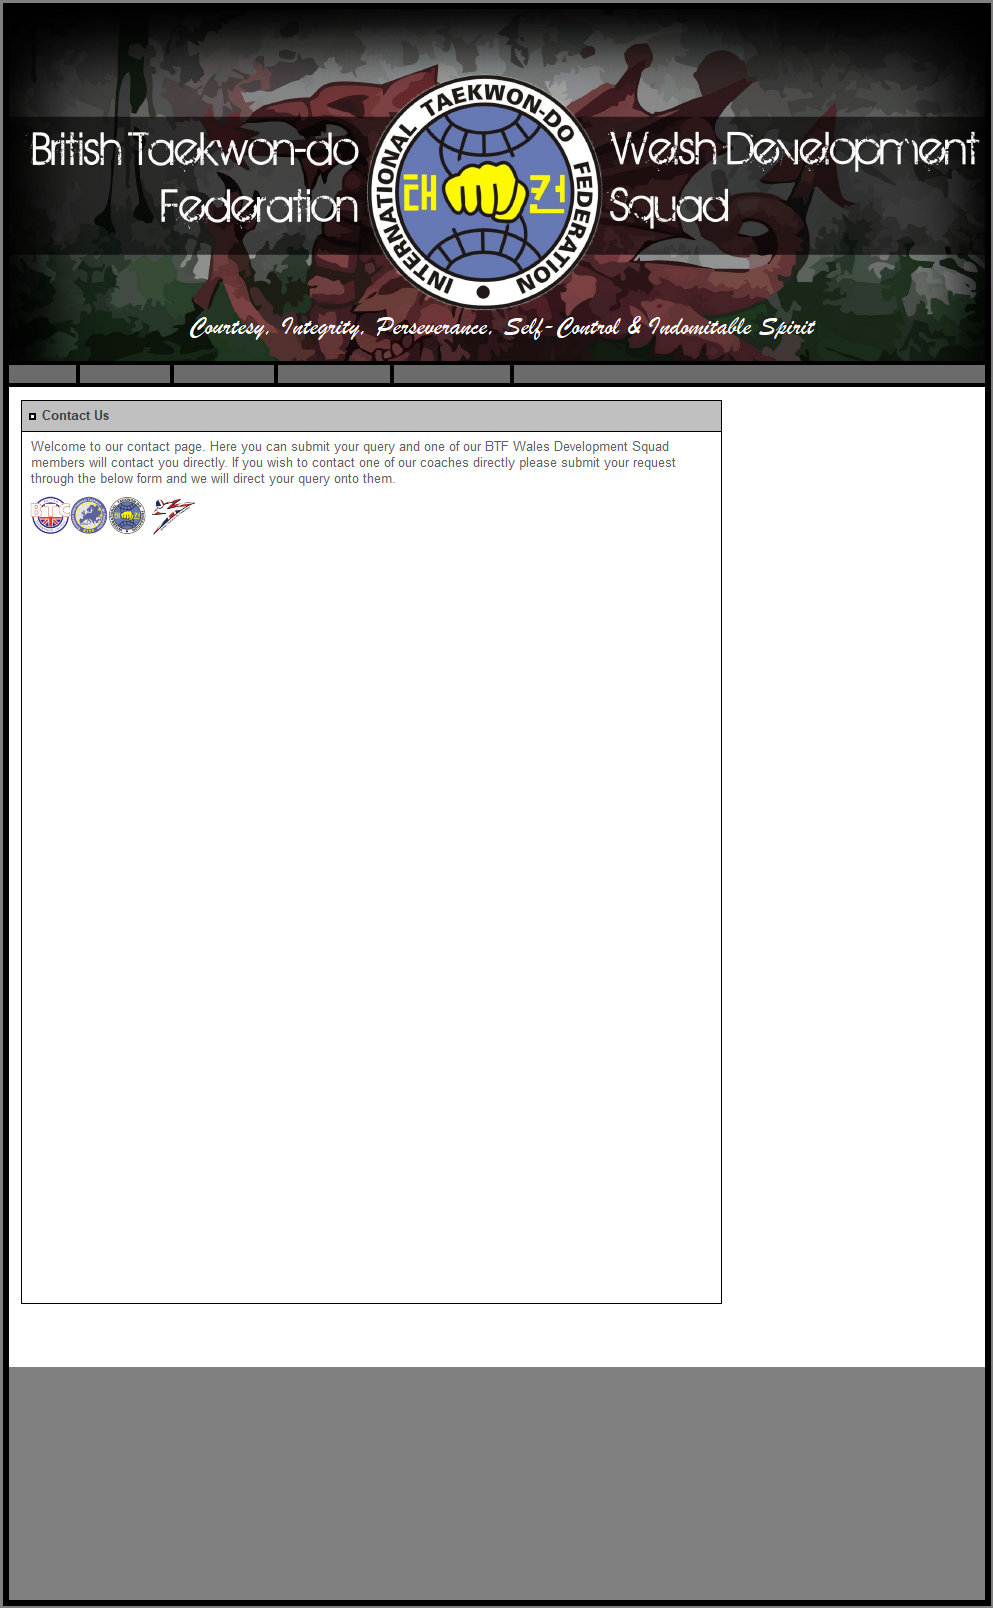 British Taekwon-do
Federation
INTERNATIONAL TAEKWON-DO FEDERATION
태 권
Welsh Development
Squad
Courtesy, Integrity, Perseverance, Self-Control & Indomitable Spirit
Contact Us
Welcome to our contact page. Here you can submit your query and one of our BTF Wales Development Squad
members will contact you directly. If you wish to contact one of our coaches directly please submit your request
through the below form and we will direct your query onto them.
BTC